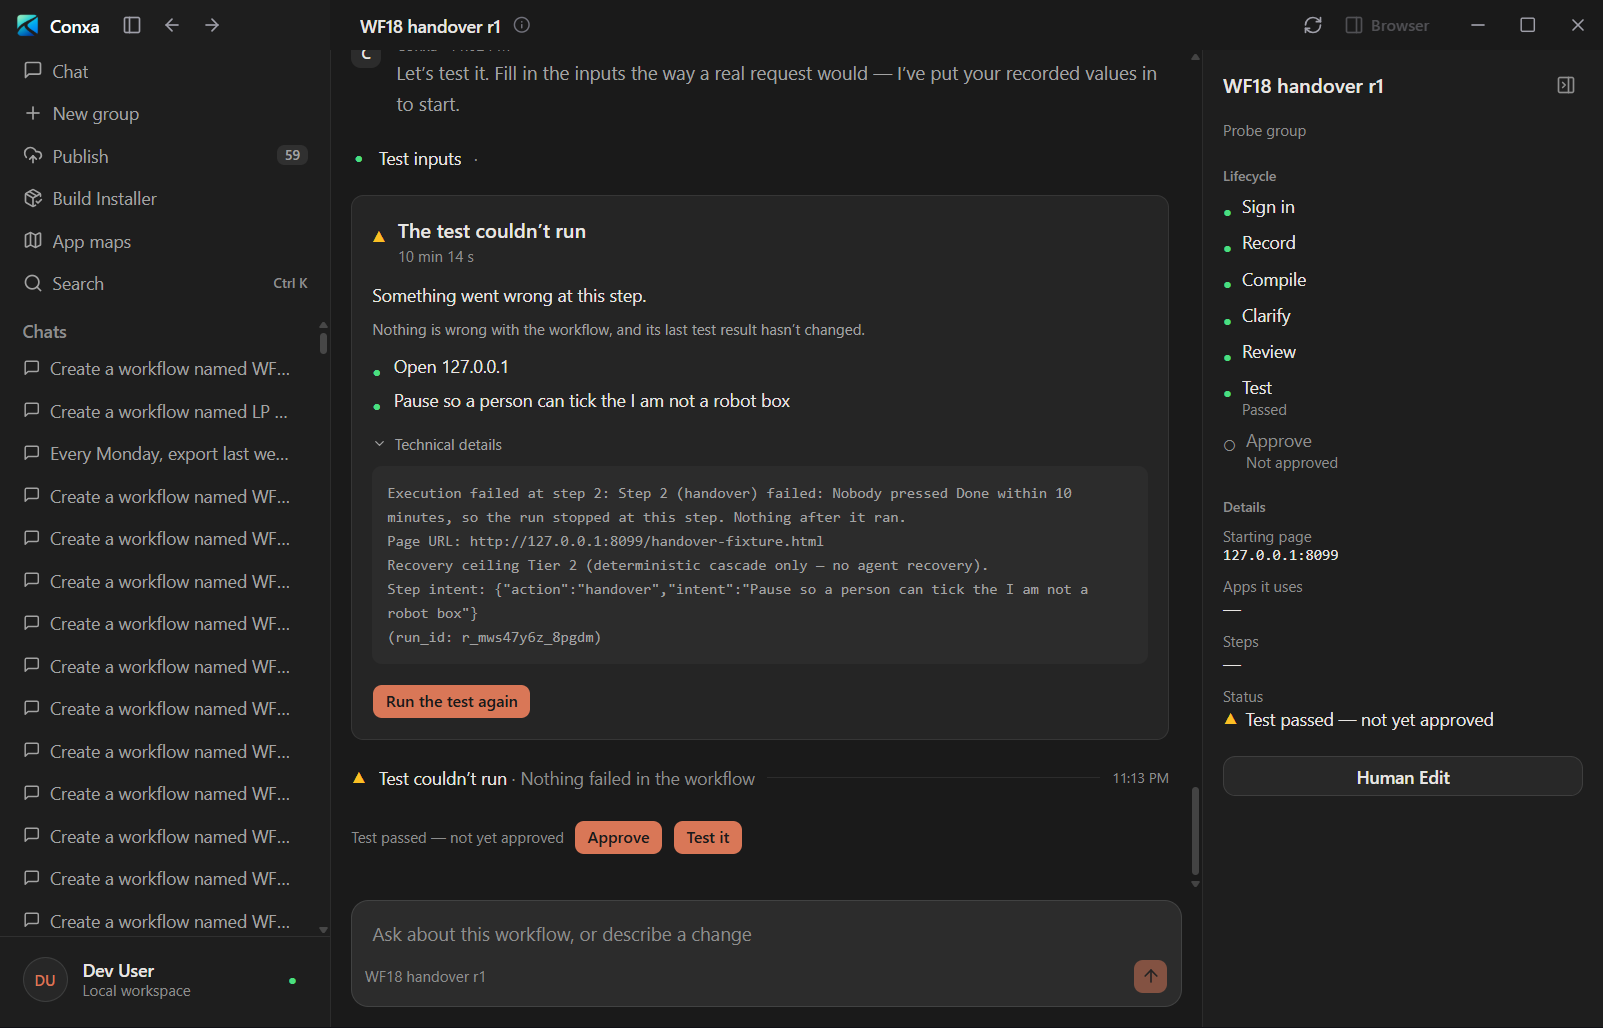 Conxa
Chat
New group
Publish 59
Build Installer
App maps
Search Ctrl K
Chats
Create a workflow named WF...
Create a workflow named LP ...
Every Monday, export last we...
Create a workflow named WF...
Create a workflow named WF...
Create a workflow named WF...
Create a workflow named WF...
Create a workflow named WF...
Create a workflow named WF...
Create a workflow named WF...
Create a workflow named WF...
Create a workflow named WF...
Create a workflow named WF...
Create a workflow named WF...
DU
Dev User
Local workspace
WF18 handover r1
Browser
C
Let’s test it. Fill in the inputs the way a real request would — I’ve put your recorded values in
to start.
Test inputs ·
The test couldn’t run
10 min 14 s
Something went wrong at this step.
Nothing is wrong with the workflow, and its last test result hasn’t changed.
Open 127.0.0.1
Pause so a person can tick the I am not a robot box
Technical details
Execution failed at step 2: Step 2 (handover) failed: Nobody pressed Done within 10
minutes, so the run stopped at this step. Nothing after it ran.
Page URL: http://127.0.0.1:8099/handover-fixture.html
Recovery ceiling Tier 2 (deterministic cascade only — no agent recovery).
Step intent: {"action":"handover","intent":"Pause so a person can tick the I am not a
robot box"}
(run_id: r_mws47y6z_8pgdm)
Run the test again
Test couldn’t run · Nothing failed in the workflow 11:13 PM
Test passed — not yet approved Approve Test it
Ask about this workflow, or describe a change
WF18 handover r1
WF18 handover r1
Probe group
Lifecycle
Sign in
Record
Compile
Clarify
Review
Test
Passed
Approve
Not approved
Details
Starting page
127.0.0.1:8099
Apps it uses
—
Steps
—
Status
Test passed — not yet approved
Human Edit